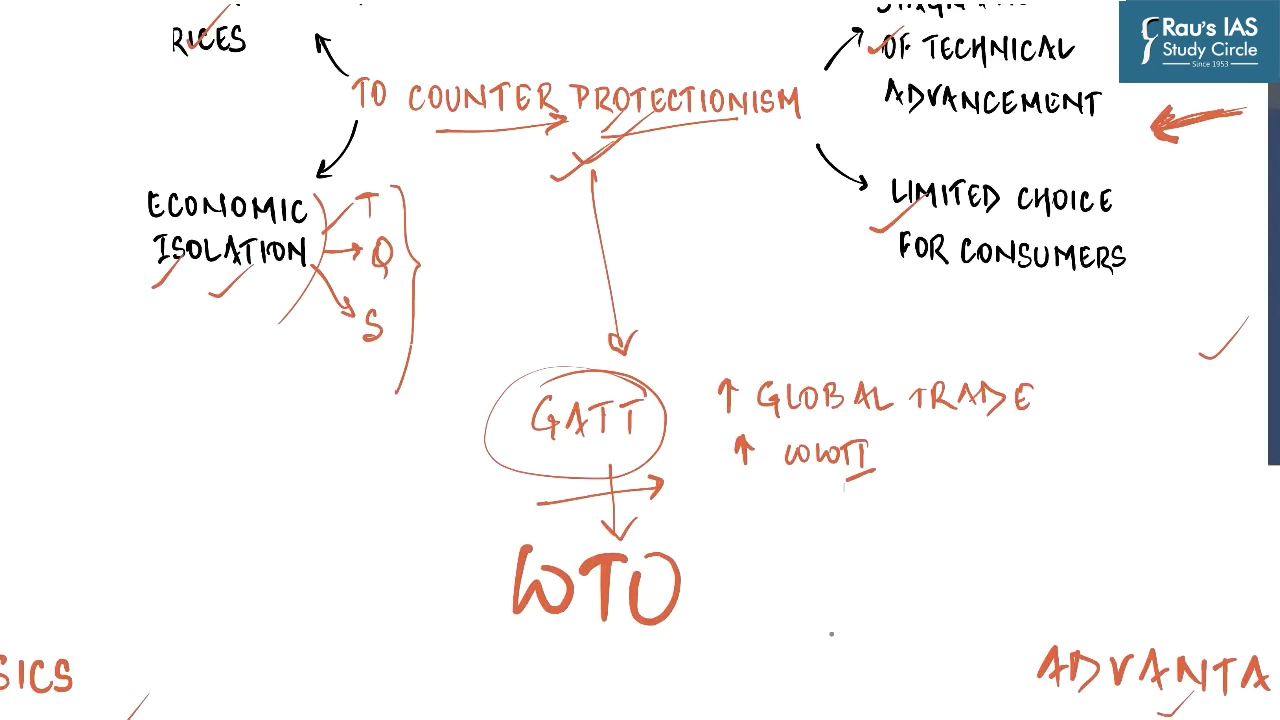 RICES
OF TECHNICAL
ADVANCEMENT
Rau's IAS
Study Circle
Since 1953
TO COUNTER PROTECTIONISM
ECONOMIC
ISOLATION
T
Q
S
LIMITED CHOICE
FOR CONSUMERS
GATT
↑ GLOBAL TRADE
↑
WTO
SICS
ADVANTA